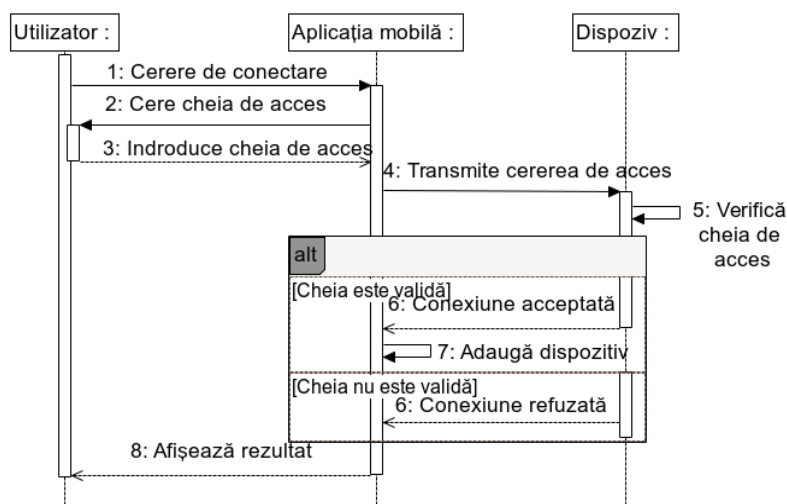 Utilizator :
Aplicația mobilă :
Dispoziv :
1: Cerere de conectare
2: Cere cheia de acces
3: Indroduce cheia de acces
4: Transmite cererea de acces
5: Verifică
cheia de
acces
alt
[Cheia este validă]
6: Conexiune acceptată
7: Adaugă dispozitiv
[Cheia nu este validă]
6: Conexiune refuzată
8: Afișează rezultat